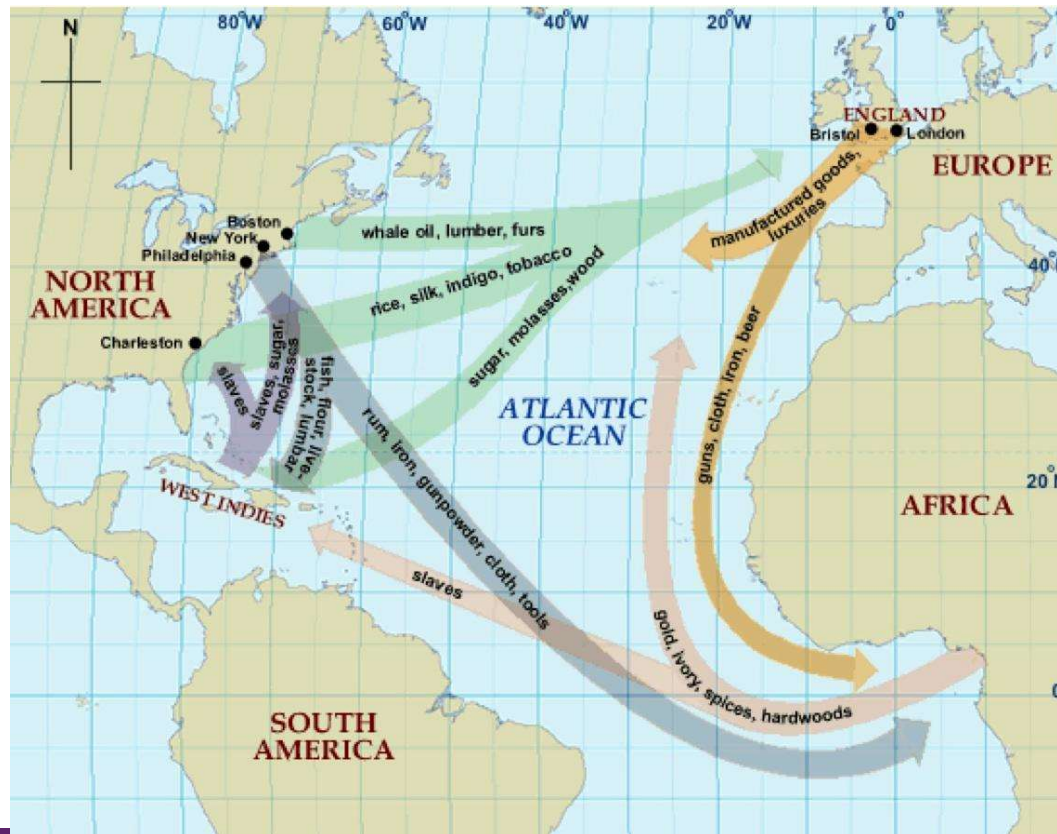 N
80°W
60°W
40°W
20°W
0°
ENGLAND
Bristol
London
EUROPE
manufactured goods,
luxuries
Boston
New York
Philadelphia
whale oil, lumber, furs
40°N
NORTH
AMERICA
rice, silk, indigo, tobacco
sugar, molasses,wood
Charleston
slaves
slaves, sugar,
molasses
fish, flour, live-
stock, lumbar
guns, cloth, iron, beer
ATLANTIC
OCEAN
rum, iron, gunpowder, cloth, tools
20°N
WEST INDIES
AFRICA
slaves
gold, ivory, spices, hardwoods
0°
SOUTH
AMERICA